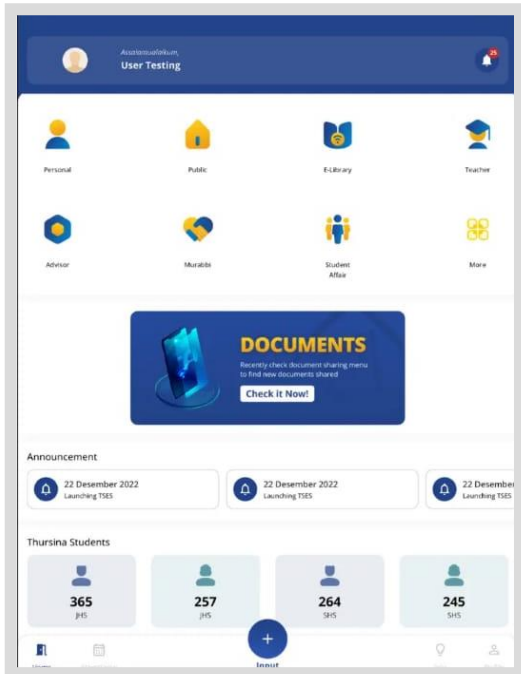 Assalamualaikum,
User Testing
25
Personal
Public
E-Library
Teacher
Advisor
Murabbi
Student
Affair
More
DOCUMENTS
Recently check document sharing menu
to find new documents shared
Check it Now!
Announcement
22 Desember 2022
Launching TSES
22 Desember 2022
Launching TSES
22 Desember
Launching TSES
Thursina Students
365
JHS
257
JHS
264
SHS
245
SHS
Input